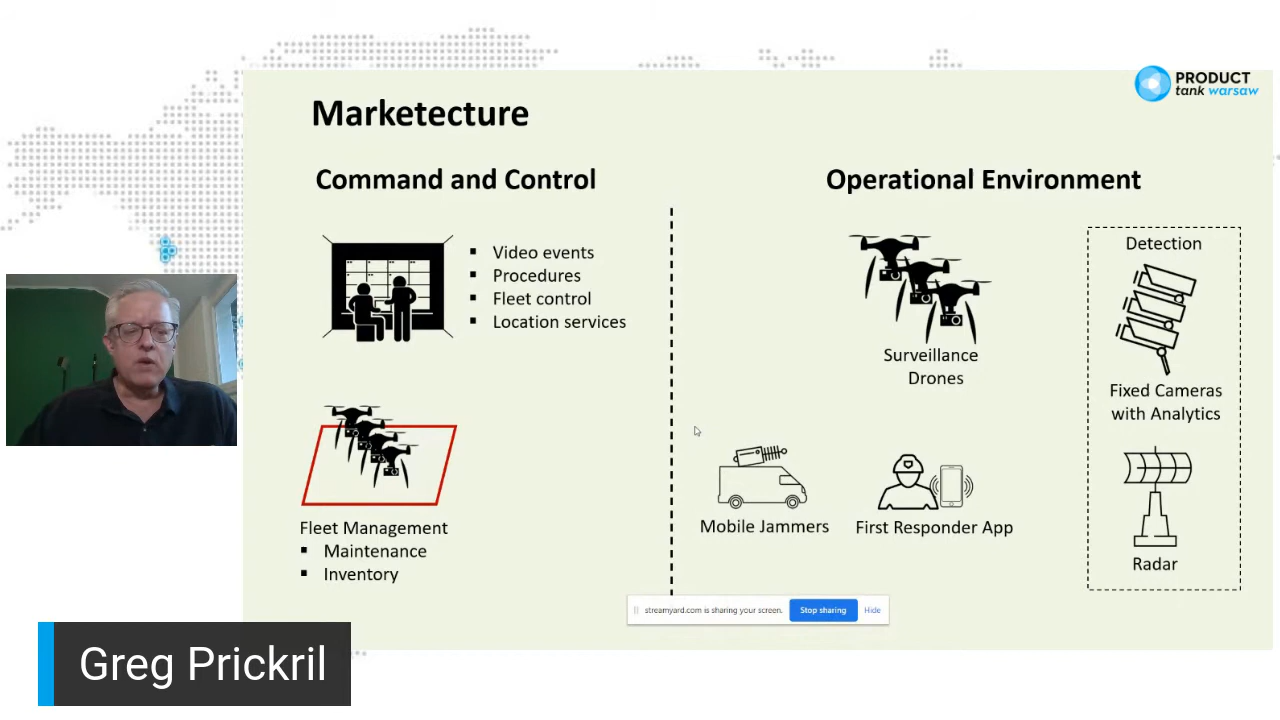 PRODUCT
tank warsaw
Marketecture
Command and Control
Video events
Procedures
Fleet control
Location services
Fleet Management
Maintenance
Inventory
Operational Environment
Surveillance
Drones
Mobile Jammers
First Responder App
Detection
Fixed Cameras
with Analytics
Radar
streamyard.com is sharing your screen.
Stop sharing
Hide
Greg Prickril